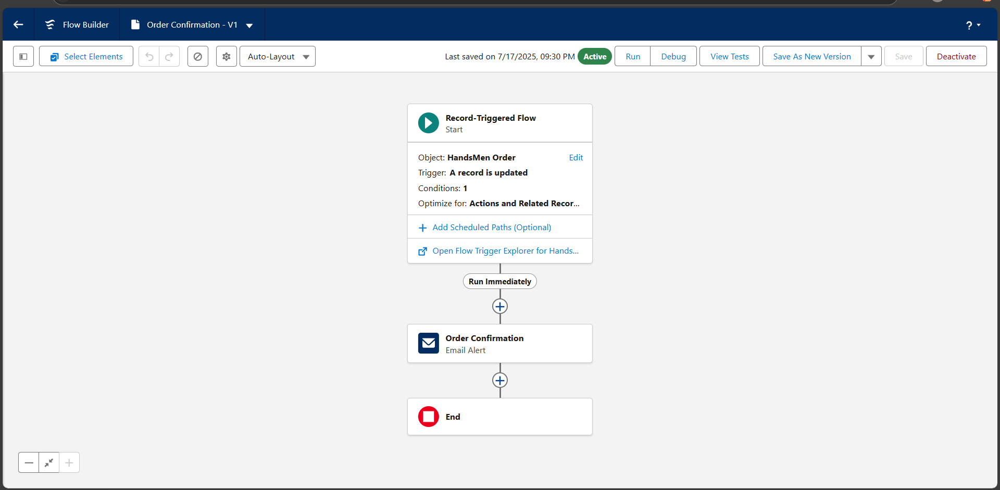 Flow Builder
Order Confirmation - V1
?
Select Elements
Auto-Layout
Last saved on 7/17/2025, 09:30 PM
Active
Run
Debug
View Tests
Save As New Version
Save
Deactivate
Record-Triggered Flow
Start
Object: HandsMen Order
Edit
Trigger: A record is updated
Conditions: 1
Optimize for: Actions and Related Recor...
Add Scheduled Paths (Optional)
Open Flow Trigger Explorer for Hands...
Run Immediately
Order Confirmation
Email Alert
End